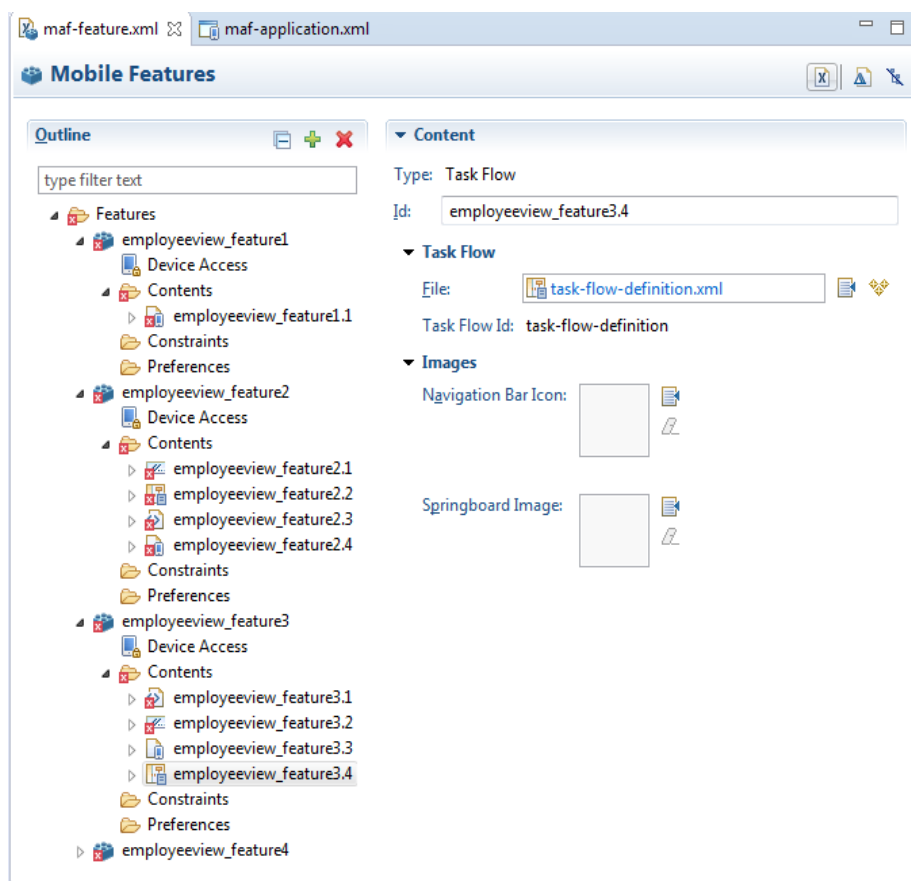 maf-feature.xml maf-application.xml
Mobile Features
Outline
type filter text
Features
employeeview_feature1
Device Access
Contents
employeeview_feature1.1
Constraints
Preferences
employeeview_feature2
Device Access
Contents
employeeview_feature2.1
employeeview_feature2.2
employeeview_feature2.3
employeeview_feature2.4
Constraints
Preferences
employeeview_feature3
Device Access
Contents
employeeview_feature3.1
employeeview_feature3.2
employeeview_feature3.3
employeeview_feature3.4
Constraints
Preferences
employeeview_feature4
Content
Type: Task Flow
Id: employeeview_feature3.4
Task Flow
File: task-flow-definition.xml
Task Flow Id: task-flow-definition
Images
Navigation Bar Icon:
Springboard Image: